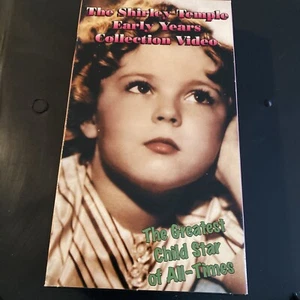 The Shirley Temple
Early Years
Collection Video
The Greatest
Child Star
of All-Times